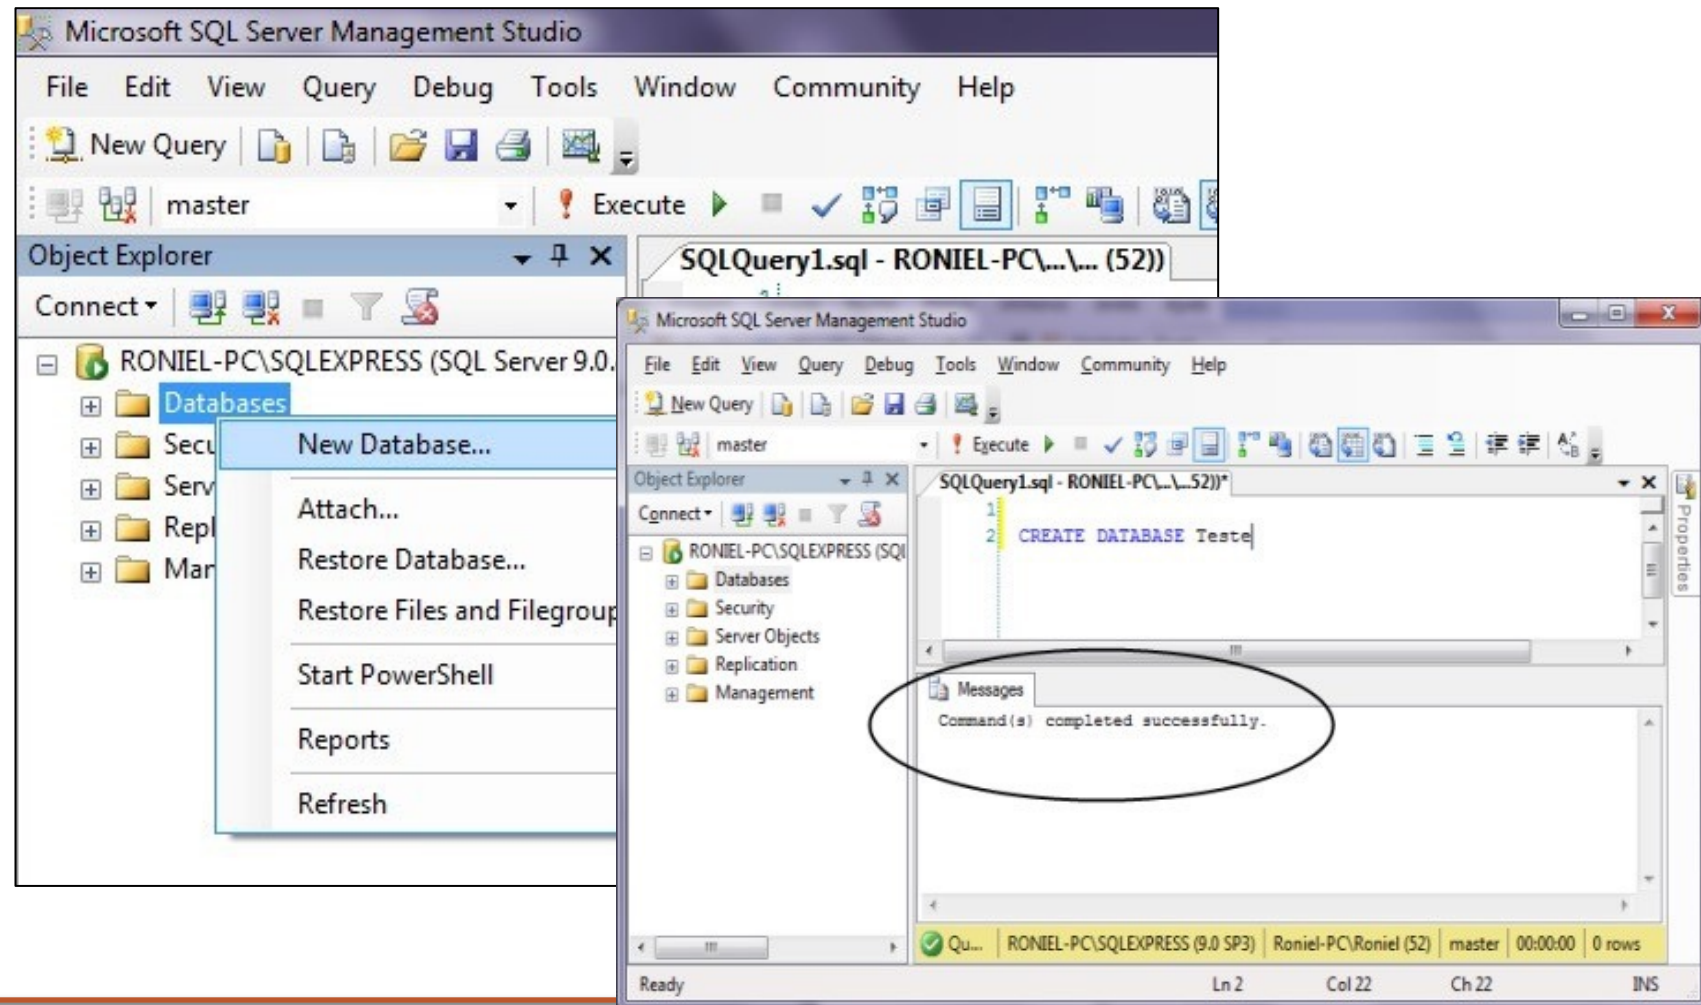 Microsoft SQL Server Management Studio
File Edit View Query Debug Tools Window Community Help
New Query
master Execute
Object Explorer
SQLQuery1.sql - RONIEL-PC\...\... (52))
Connect
RONIEL-PC\SQLEXPRESS (SQL Server 9.0.
Databases
Secu
Serv
Repl
Mar
New Database...
Attach...
Restore Database...
Restore Files and Filegroup
Start PowerShell
Reports
Refresh
Microsoft SQL Server Management Studio
File Edit View Query Debug Tools Window Community Help
New Query
master Execute
Object Explorer
SQLQuery1.sql - RONIEL-PC\...\...52))*
Connect
RONIEL-PC\SQLEXPRESS (SQL
Databases
Security
Server Objects
Replication
Management
1
2 CREATE DATABASE Teste
Properties
Messages
Command(s) completed successfully.
Qu... RONIEL-PC\SQLEXPRESS (9.0 SP3) Roniel-PC\Roniel (52) master 00:00:00 0 rows
Ready Ln 2 Col 22 Ch 22 INS